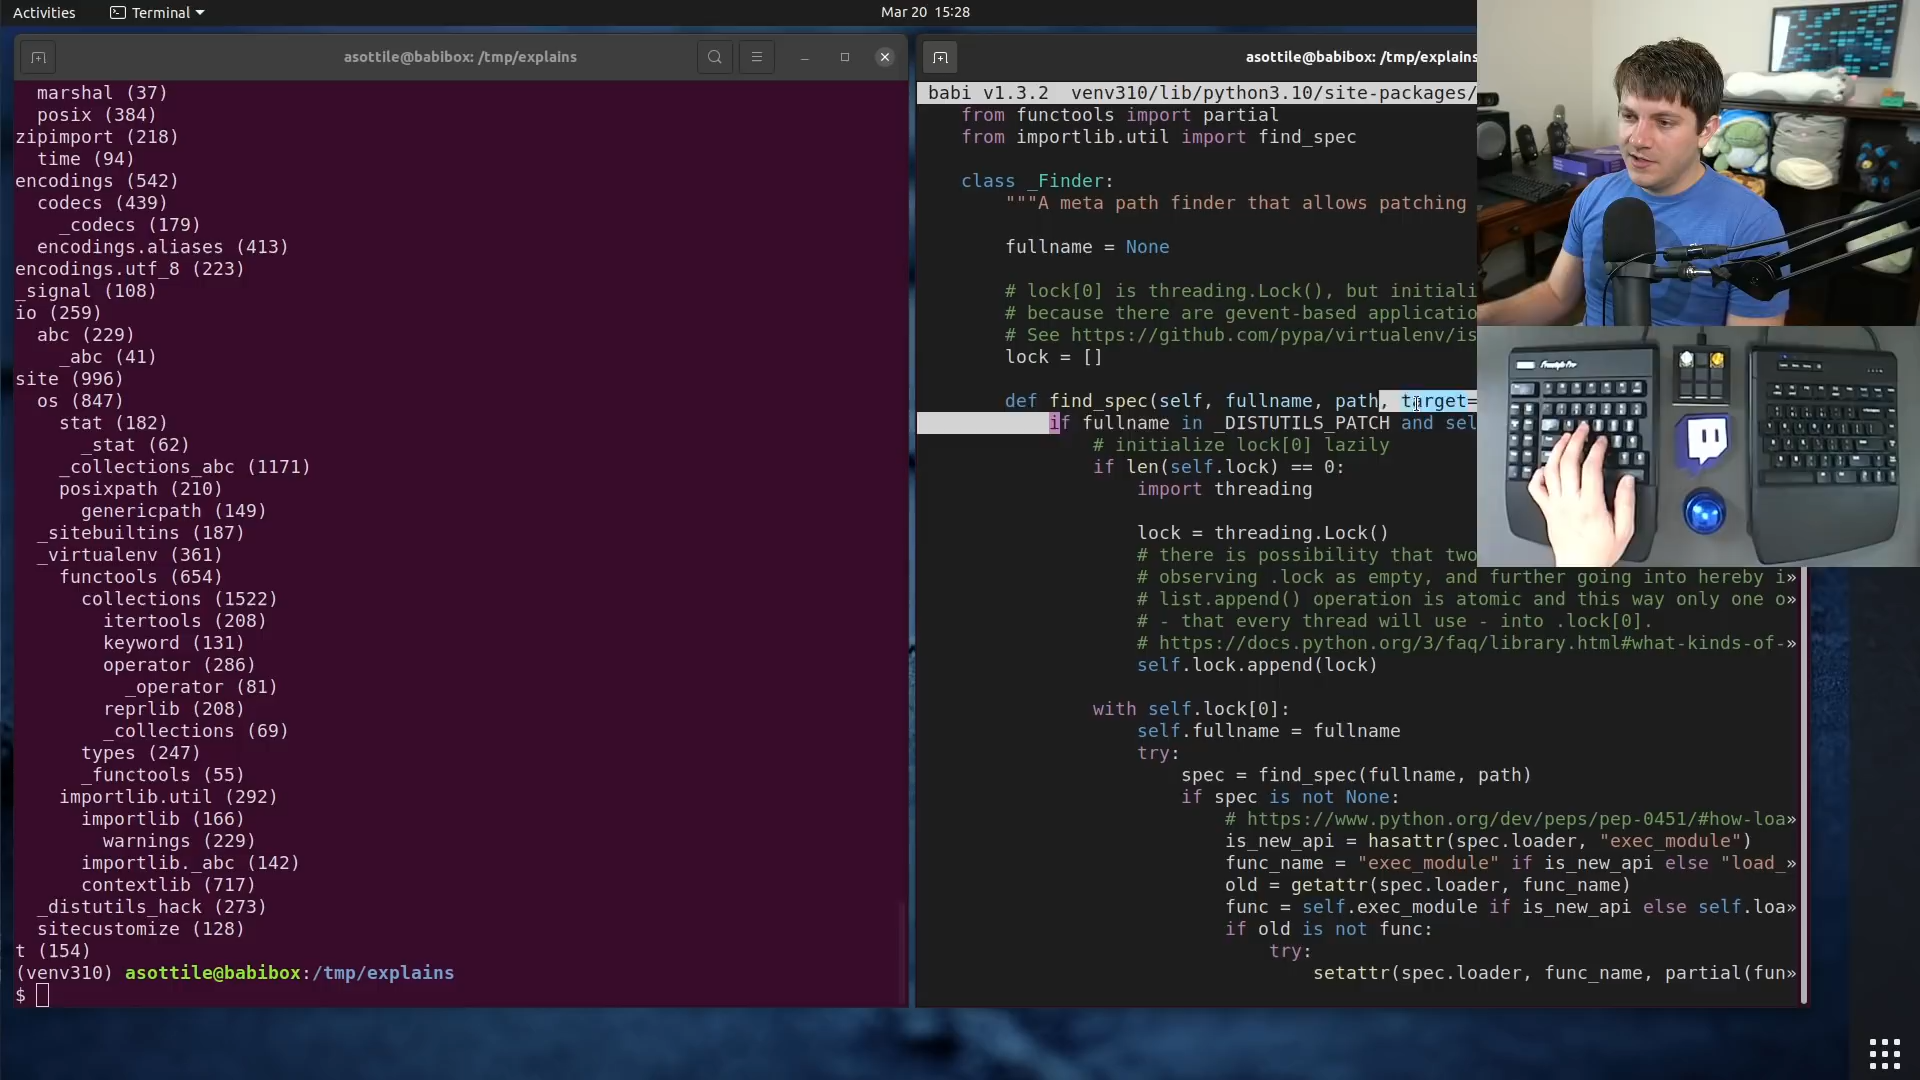 Activities
Terminal
Mar 20 15:28
asottile@babibox: /tmp/explains
marshal (37)
posix (384)
zipimport (218)
time (94)
encodings (542)
codecs (439)
_codecs (179)
encodings.aliases (413)
encodings.utf_8 (223)
_signal (108)
io (259)
abc (229)
_abc (41)
site (996)
os (847)
stat (182)
_stat (62)
_collections_abc (1171)
posixpath (210)
genericpath (149)
_sitebuiltins (187)
_virtualenv (361)
functools (654)
collections (1522)
itertools (208)
keyword (131)
operator (286)
_operator (81)
reprlib (208)
_collections (69)
types (247)
_functools (55)
importlib.util (292)
importlib (166)
warnings (229)
importlib._abc (142)
contextlib (717)
_distutils_hack (273)
sitecustomize (128)
t (154)
(venv310) asottile@babibox:/tmp/explains
$
asottile@babibox: /tmp/explains
babi v1.3.2 venv310/lib/python3.10/site-packages/
from functools import partial
from importlib.util import find_spec
class _Finder:
"""A meta path finder that allows patching
fullname = None
# lock[0] is threading.Lock(), but initiali
# because there are gevent-based applicatio
# See https://github.com/pypa/virtualenv/is
lock = []
def find_spec(self, fullname, path, target=
if fullname in _DISTUTILS_PATCH and sel
# initialize lock[0] lazily
if len(self.lock) == 0:
import threading
lock = threading.Lock()
# there is possibility that two
# observing .lock as empty, and further going into hereby i»
# list.append() operation is atomic and this way only one o»
# - that every thread will use - into .lock[0].
# https://docs.python.org/3/faq/library.html#what-kinds-of-»
self.lock.append(lock)
with self.lock[0]:
self.fullname = fullname
try:
spec = find_spec(fullname, path)
if spec is not None:
# https://www.python.org/dev/peps/pep-0451/#how-loa»
is_new_api = hasattr(spec.loader, "exec_module")
func_name = "exec_module" if is_new_api else "load_»
old = getattr(spec.loader, func_name)
func = self.exec_module if is_new_api else self.loa»
if old is not func:
try:
setattr(spec.loader, func_name, partial(fun»
Freestyle Pro